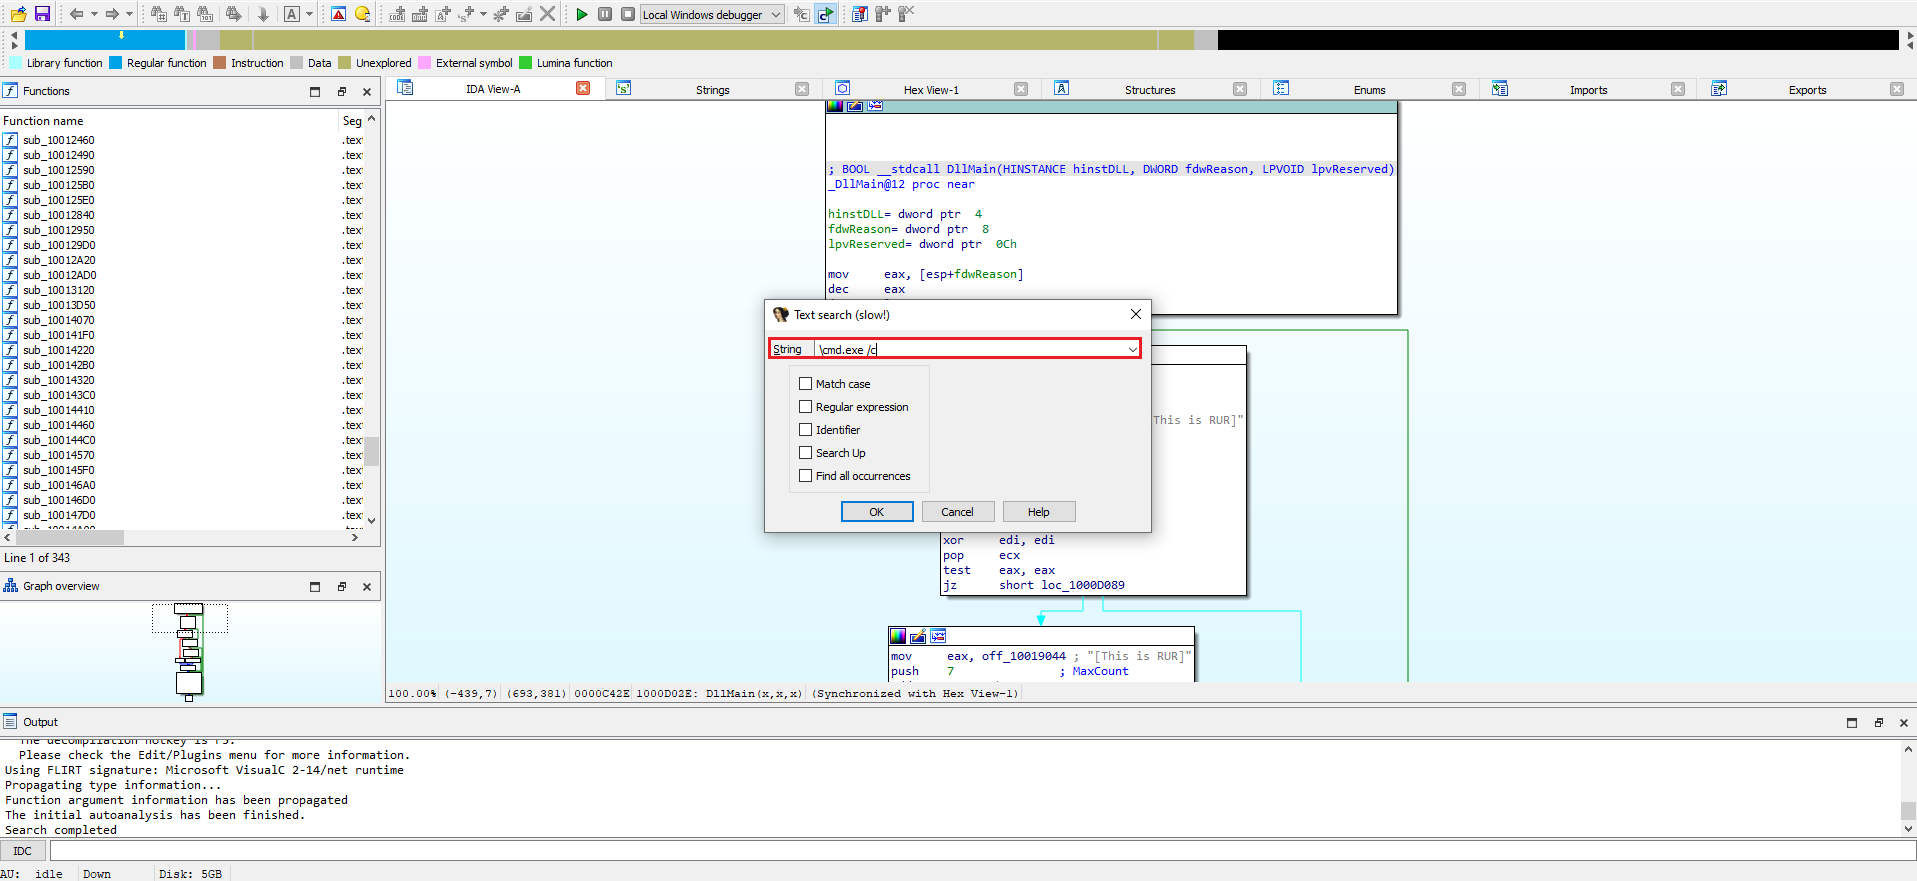 Local Windows debugger
Library function Regular function Instruction Data Unexplored External symbol Lumina function
Functions
IDA View-A Strings Hex View-1 Structures Enums Imports Exports
Function name Seg
sub_10012460 .tex
sub_10012490 .tex
sub_10012590 .tex
sub_100125B0 .tex
sub_100125E0 .tex
sub_10012840 .tex
sub_10012950 .tex
sub_100129D0 .tex
sub_10012A20 .tex
sub_10012AD0 .tex
sub_10013120 .tex
sub_10013D50 .tex
sub_10014070 .tex
sub_100141F0 .tex
sub_10014220 .tex
sub_100142B0 .tex
sub_10014320 .tex
sub_100143C0 .tex
sub_10014410 .tex
sub_10014460 .tex
sub_100144C0 .tex
sub_10014570 .tex
sub_100145F0 .tex
sub_100146A0 .tex
sub_100146D0 .tex
sub_100147D0 .tex
Line 1 of 343
Graph overview
; BOOL __stdcall DllMain(HINSTANCE hinstDLL, DWORD fdwReason, LPVOID lpvReserved)
_DllMain@12 proc near
hinstDLL= dword ptr 4
fdwReason= dword ptr 8
lpvReserved= dword ptr 0Ch
mov eax, [esp+fdwReason]
dec eax
Text search (slow!)
String \cmd.exe /c
Match case
Regular expression
Identifier
Search Up
Find all occurrences
OK Cancel Help
This is RUR]"
xor edi, edi
pop ecx
test eax, eax
jz short loc_1000D089
mov eax, off_10019044 ; "[This is RUR]"
push 7 ; MaxCount
100.00% (-439,7) (693,381) 0000C42E 1000D02E: DllMain(x,x,x) (Synchronized with Hex View-1)
Output
The decompilation hotkey is F5.
Please check the Edit/Plugins menu for more information.
Using FLIRT signature: Microsoft VisualC 2-14/net runtime
Propagating type information...
Function argument information has been propagated
The initial autoanalysis has been finished.
Search completed
IDC
AU: idle Down Disk: 5GB